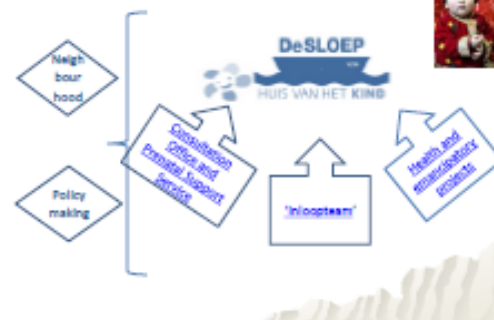 Neigh
bour
hood
DeSLOEP
HUIS VAN HET KIND
Consultation
Office and
Prenatal Support
Service
Policy
making
'Inloopteam'
Health and
emancipatory
projects